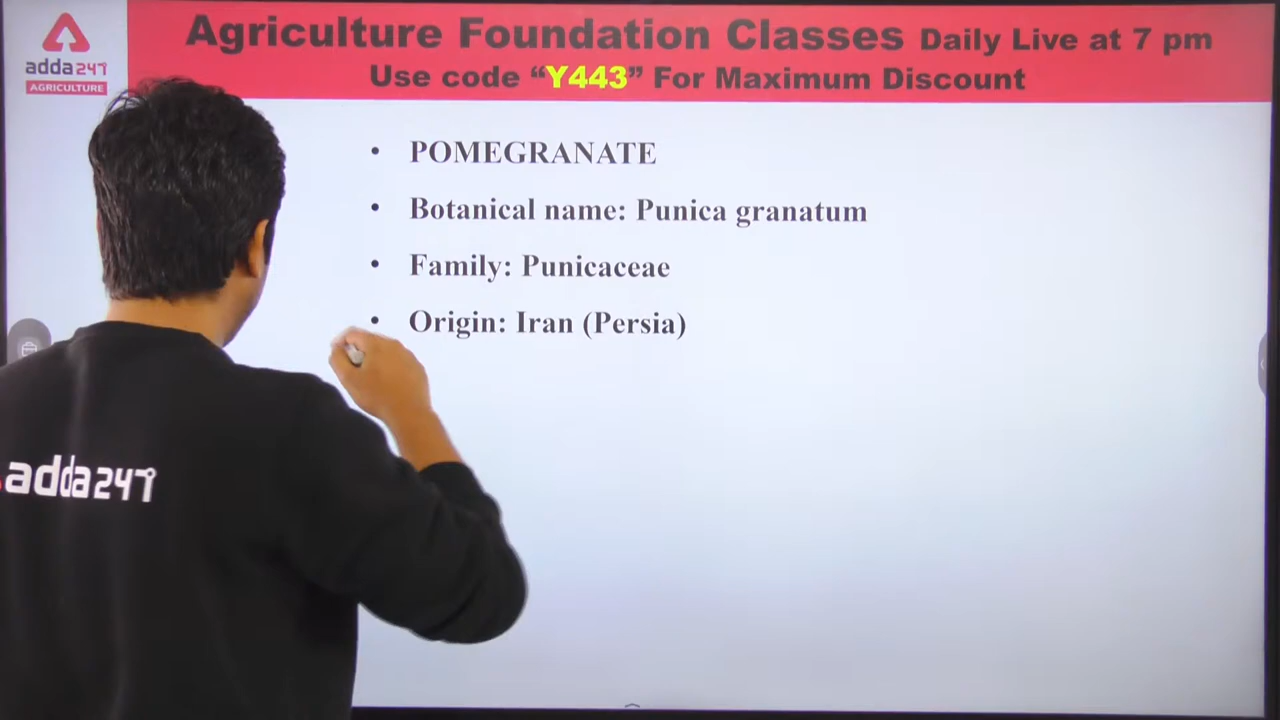 Agriculture Foundation Classes Daily Live at 7 pm
Use code “Y443” For Maximum Discount
adda247
AGRICULTURE
• POMEGRANATE
• Botanical name: Punica granatum
• Family: Punicaceae
• Origin: Iran (Persia)
adda247